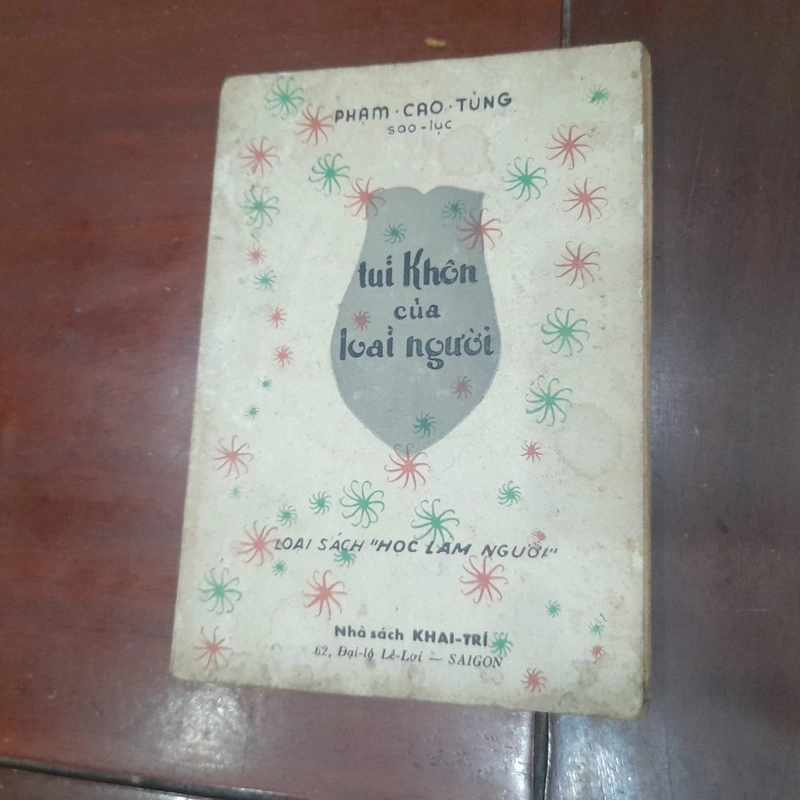 PHẠM · CAO · TÙNG
sao-lục
túi Khôn
của
loài người
LOẠI SÁCH "HỌC LÀM NGƯỜI"
Nhà sách KHAI-TRÍ
62, Đại-lộ Lê-Lợi — SAIGON